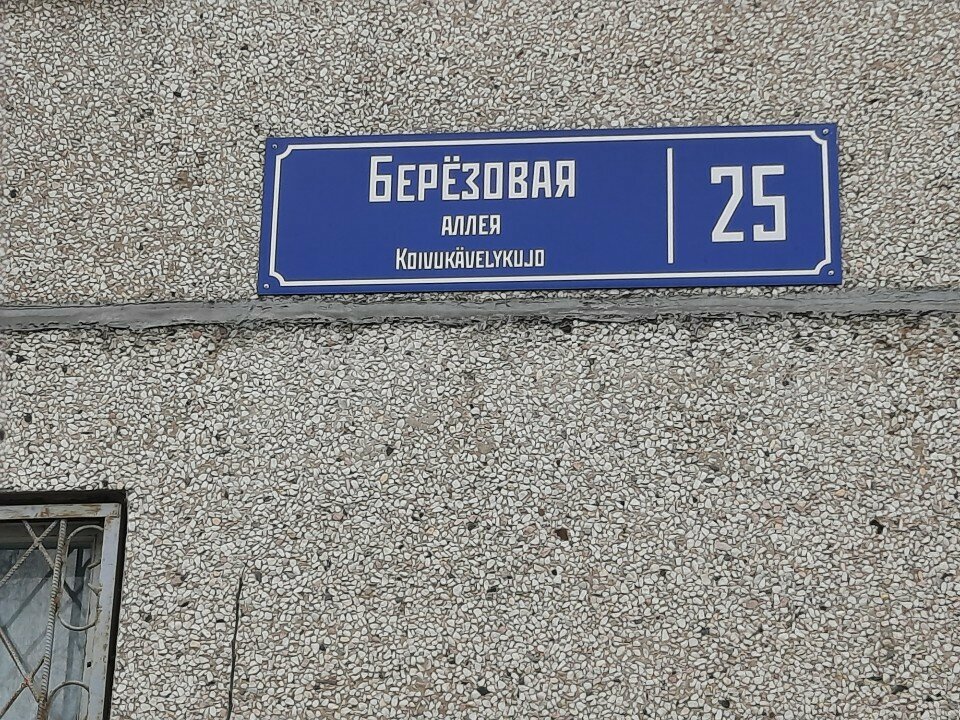 Берёзовая
аллея
Koivukävelykujo
25